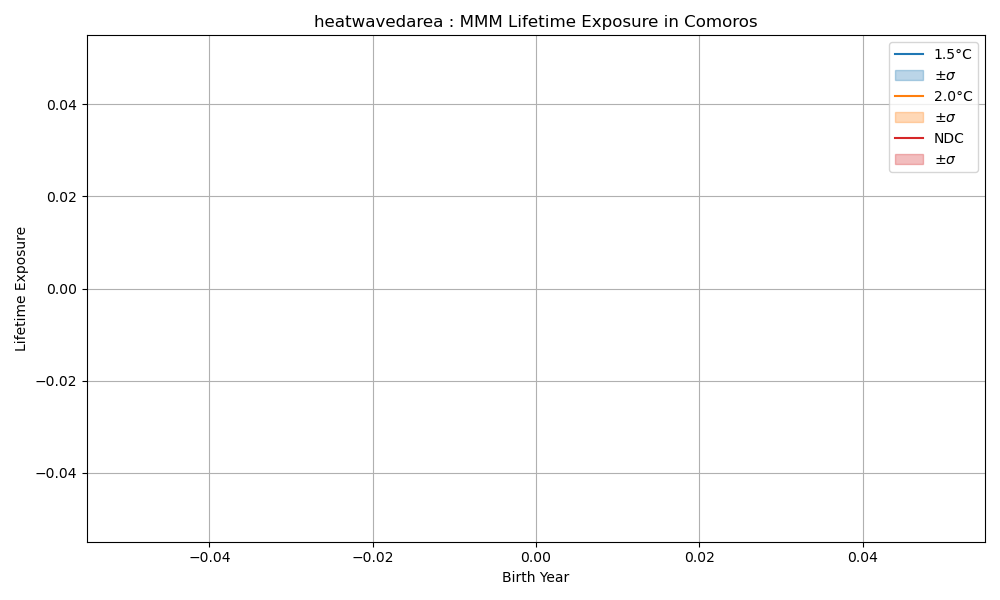 heatwavedarea : MMM Lifetime Exposure in Comoros
1.5°C
±σ
2.0°C
±σ
NDC
±σ
Lifetime Exposure
0.04
0.02
0.00
−0.02
−0.04
−0.04 −0.02 0.00 0.02 0.04
Birth Year